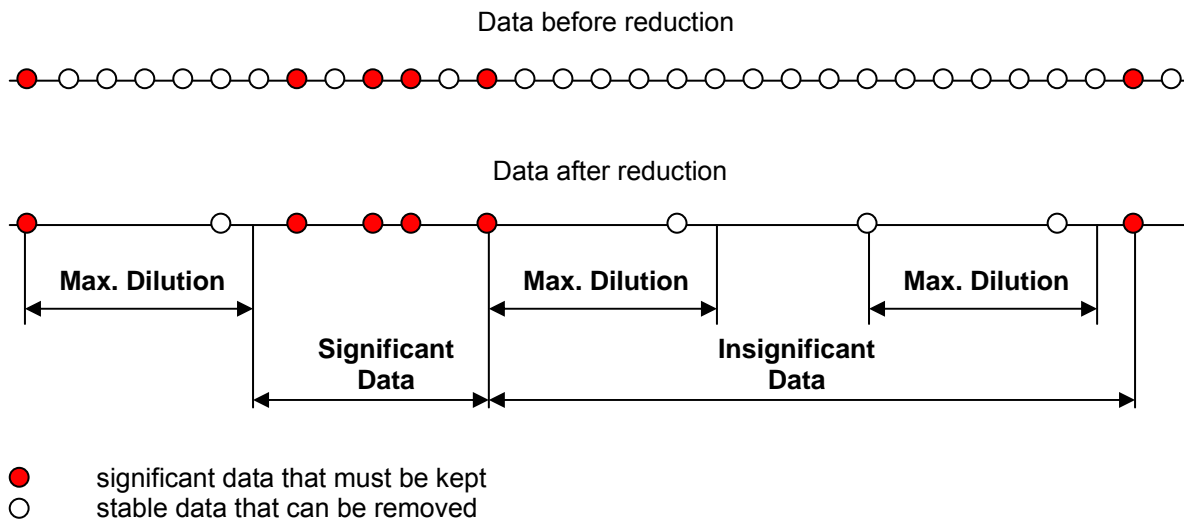 Data before reduction
Data after reduction
Max. Dilution
Max. Dilution
Max. Dilution
Significant
Data
Insignificant
Data
significant data that must be kept
stable data that can be removed